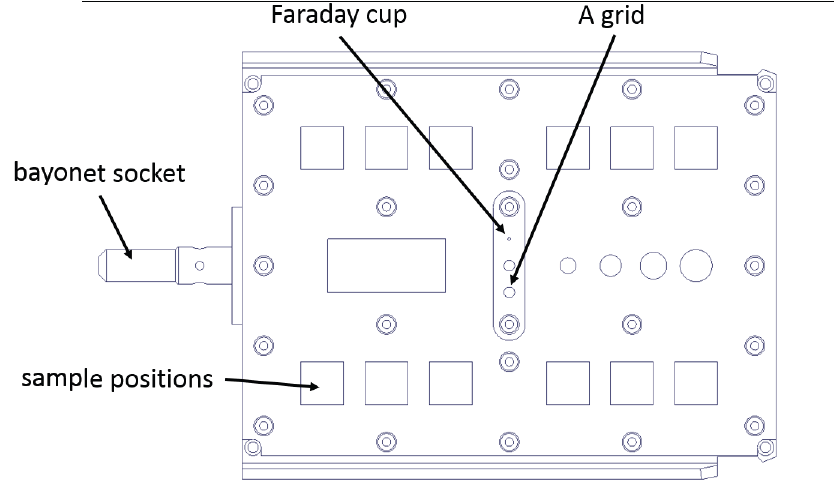 Faraday cup
A grid
bayonet socket
sample positions